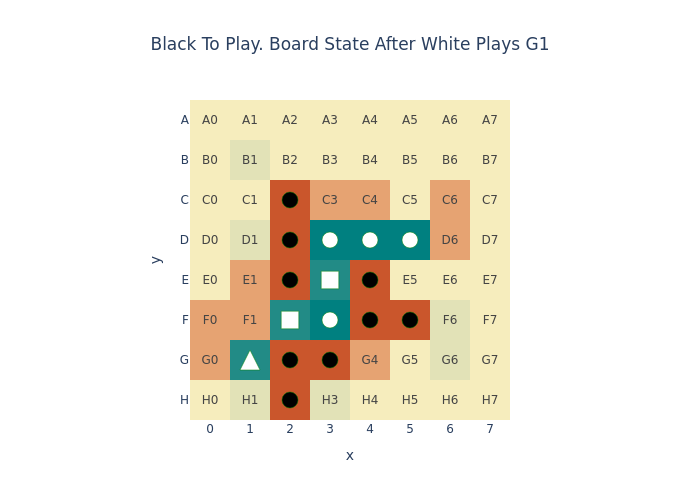 Black To Play. Board State After White Plays G1
A A0 A1 A2 A3 A4 A5 A6 A7
B B0 B1 B2 B3 B4 B5 B6 B7
C C0 C1 C3 C4 C5 C6 C7
D D0 D1 D6 D7
E E0 E1 E5 E6 E7
F F0 F1 F6 F7
G G0 G4 G5 G6 G7
H H0 H1 H3 H4 H5 H6 H7
0 1 2 3 4 5 6 7
x
y